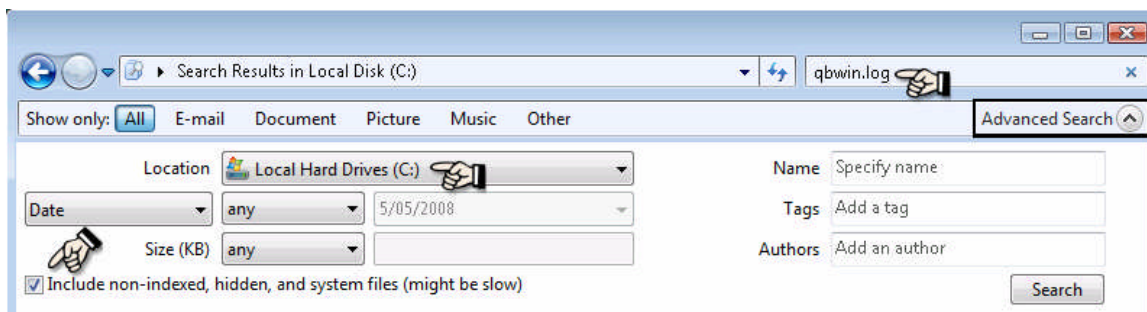 Search Results in Local Disk (C:) qbwin.log
Show only: All E-mail Document Picture Music Other Advanced Search
Location Local Hard Drives (C:) Name Specify name
Date any 5/05/2008 Tags Add a tag
Size (KB) any Authors Add an author
Include non-indexed, hidden, and system files (might be slow) Search